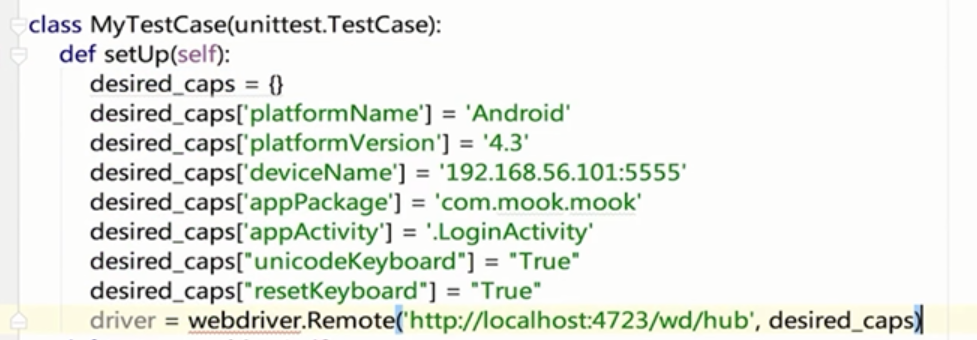 class MyTestCase(unittest.TestCase):
def setUp(self):
desired_caps = {}
desired_caps['platformName'] = 'Android'
desired_caps['platformVersion'] = '4.3'
desired_caps['deviceName'] = '192.168.56.101:5555'
desired_caps['appPackage'] = 'com.mook.mook'
desired_caps['appActivity'] = '.LoginActivity'
desired_caps["unicodeKeyboard"] = "True"
desired_caps["resetKeyboard"] = "True"
driver = webdriver.Remote('http://localhost:4723/wd/hub', desired_caps)